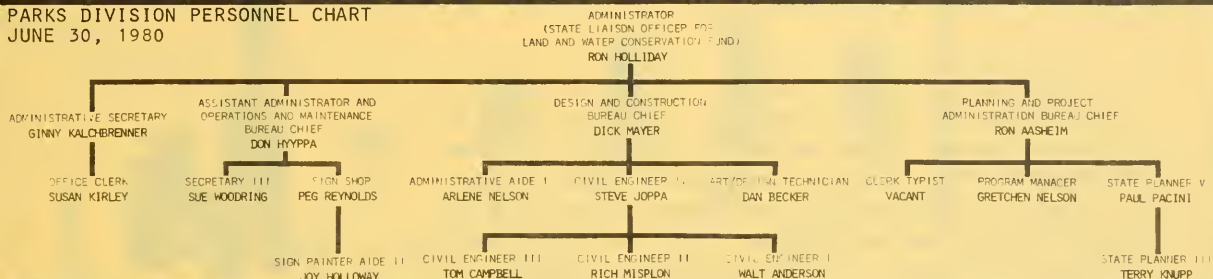 PARKS DIVISION PERSONNEL CHART
JUNE 30, 1980
ADMINISTRATOR
(STATE LIAISON OFFICER FOR
LAND AND WATER CONSERVATION FUND)
RON HOLLIDAY
ADMINISTRATIVE SECRETARY
GINNY KALCHBRENNER
ASSISTANT ADMINISTRATOR AND
OPERATIONS AND MAINTENANCE
BUREAU CHIEF
DON HYYPPA
DESIGN AND CONSTRUCTION
BUREAU CHIEF
DICK MAYER
PLANNING AND PROJECT
ADMINISTRATION BUREAU CHIEF
RON AASHEIM
OFFICE CLERK
SUSAN KIRLEY
SECRETARY III
SUE WOODRING
SIGN SHOP
PEG REYNOLDS
ADMINISTRATIVE AIDE I
ARLENE NELSON
CIVIL ENGINEER
STEVE JOPPA
TECHNICIAN
DAN BECKER
CLERK TYPIST
VACANT
PROGRAM MANAGER
GRETCHEN NELSON
STATE PLANNER V
PAUL PACINI
SIGN PAINTER AIDE II
JOY HOLLOWAY
CIVIL ENGINEER III
TOM CAMPBELL
CIVIL ENGINEER II
RICH MISPLON
CIVIL ENGINEER I
WALT ANDERSON
STATE PLANNER III
TERRY KNUPP